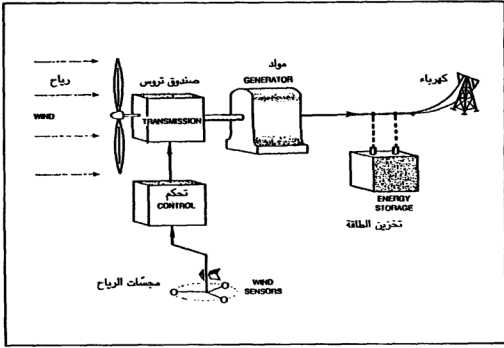 رياح
WIND
صندوق تروس
TRANSMISSION
مولد
GENERATOR
كهرباء
تحكم
CONTROL
ENERGY
STORAGE
تخزين الطاقة
مجسّات الرياح
WIND
SENSORS